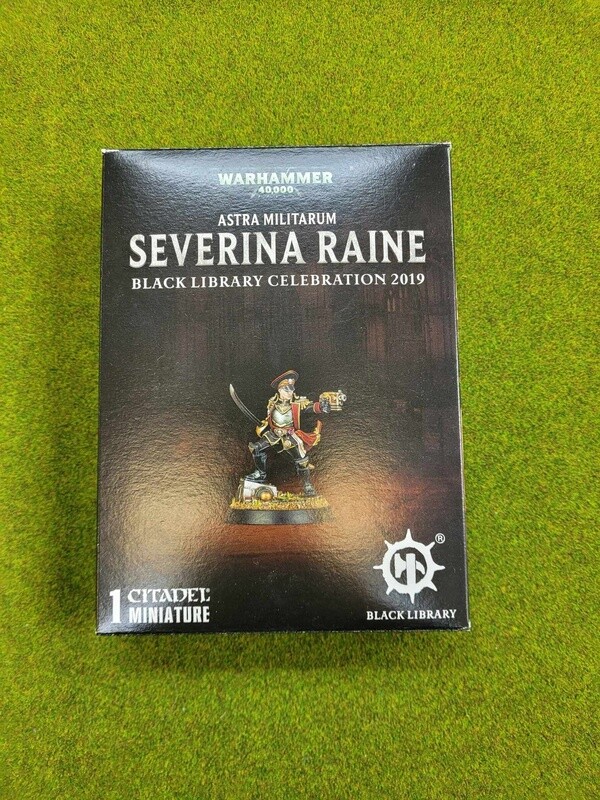 WARHAMMER
40,000
ASTRA MILITARUM
SEVERINA RAINE
BLACK LIBRARY CELEBRATION 2019
®
1 CITADEL
MINIATURE
BLACK LIBRARY